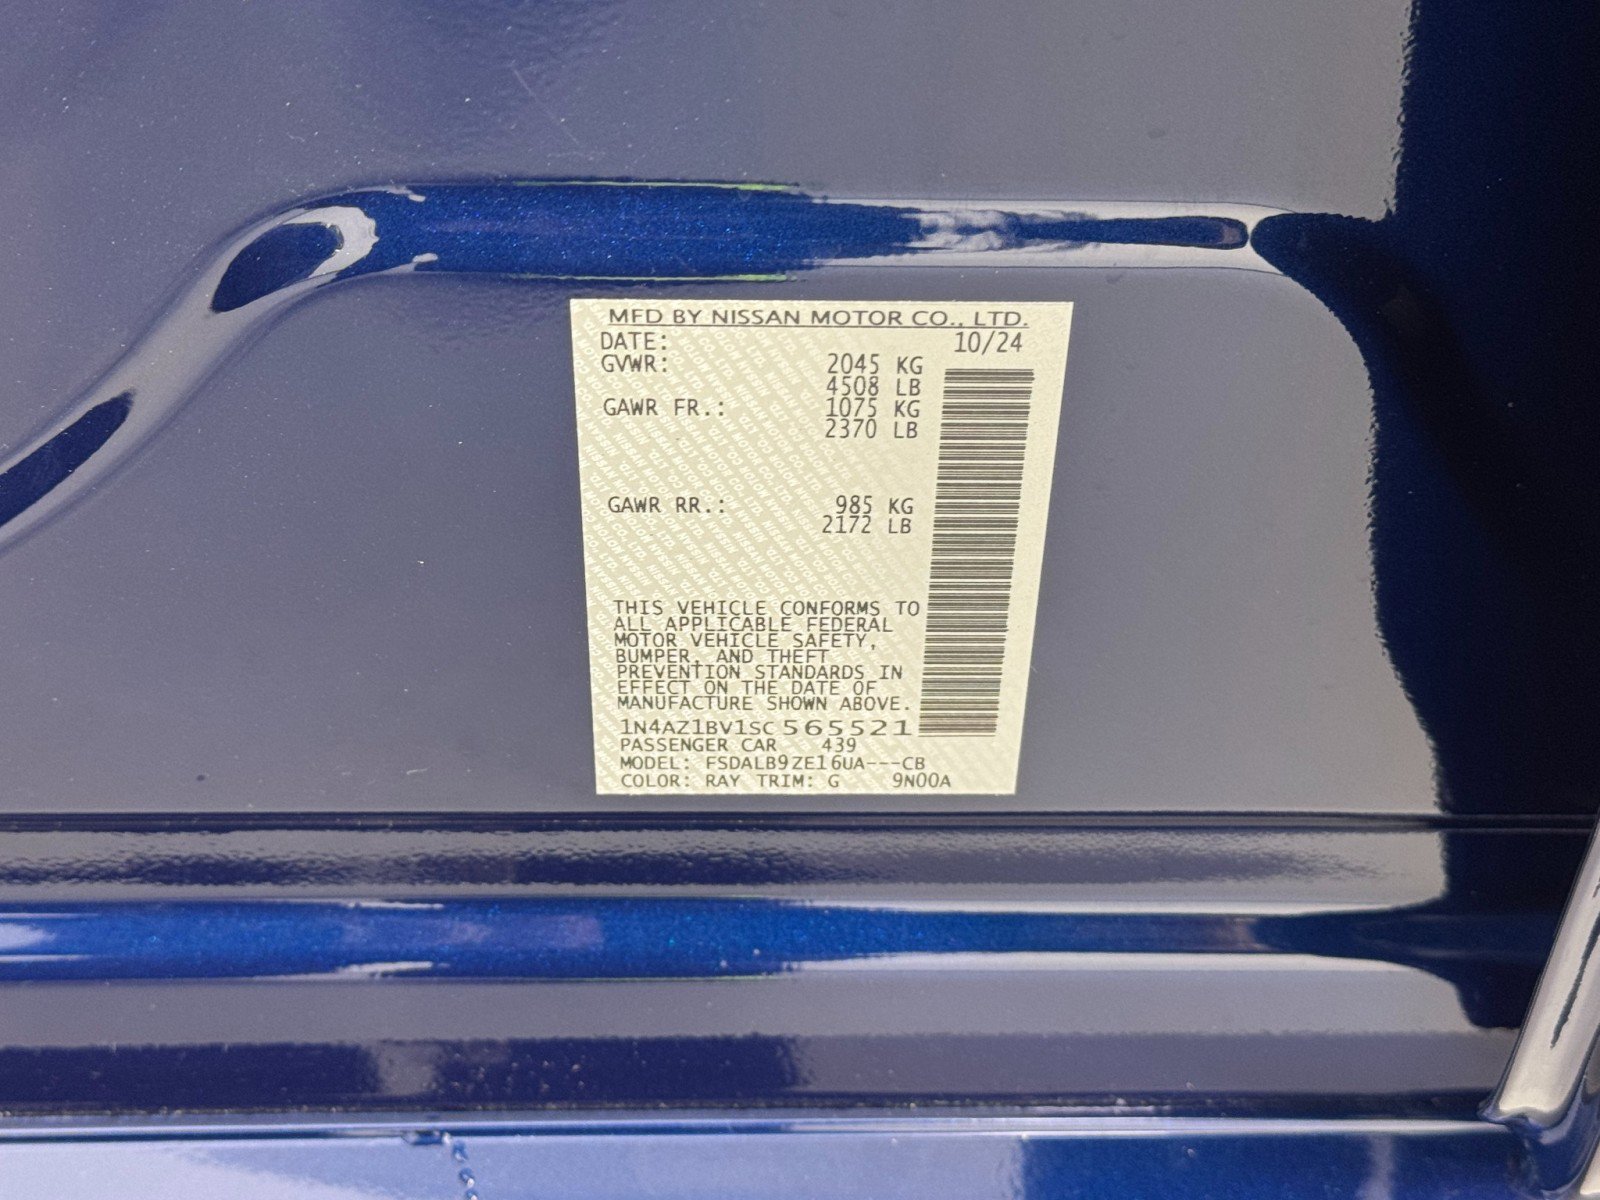 MFD BY NISSAN MOTOR CO., LTD.
DATE: 10/24
GVWR: 2045 KG
4508 LB
GAWR FR.: 1075 KG
2370 LB
GAWR RR.: 985 KG
2172 LB
THIS VEHICLE CONFORMS TO
ALL APPLICABLE FEDERAL
MOTOR VEHICLE SAFETY,
BUMPER, AND THEFT
PREVENTION STANDARDS IN
EFFECT ON THE DATE OF
MANUFACTURE SHOWN ABOVE.
1N4AZ1BV1SC565521
PASSENGER CAR 439
MODEL: FSDALB9ZE16UA---CB
COLOR: RAY TRIM: G 9N00A